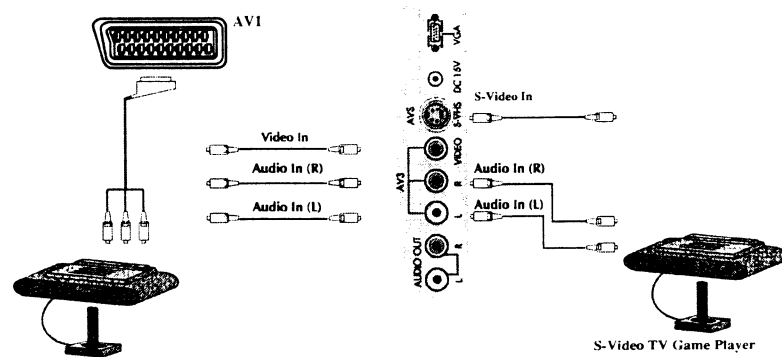 AV1
Video In
Audio In (R)
Audio In (L)
VGA
DC 15V
AVS
S-VHS
AV3
VIDEO
R
L
AUDIO OUT
R
L
S-Video In
Audio In (R)
Audio In (L)
S-Video TV Game Player